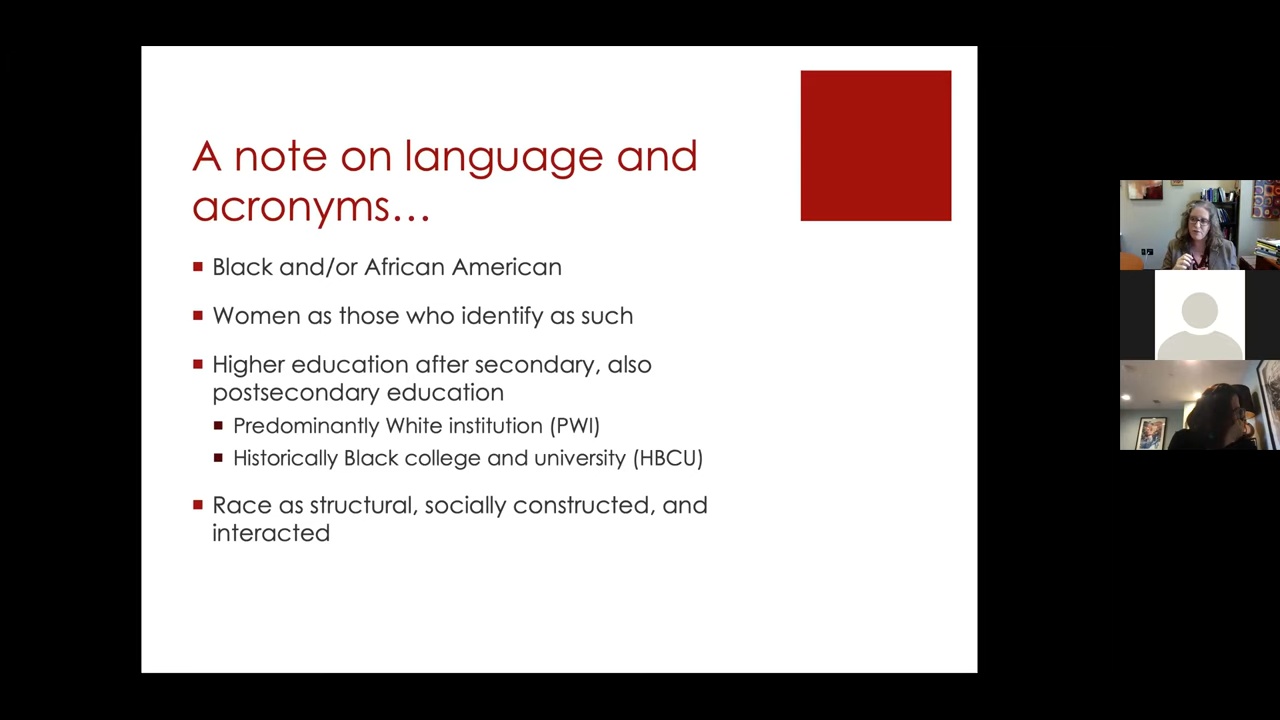 A note on language and
acronyms…
Black and/or African American
Women as those who identify as such
Higher education after secondary, also
postsecondary education
Predominantly White institution (PWI)
Historically Black college and university (HBCU)
Race as structural, socially constructed, and
interacted